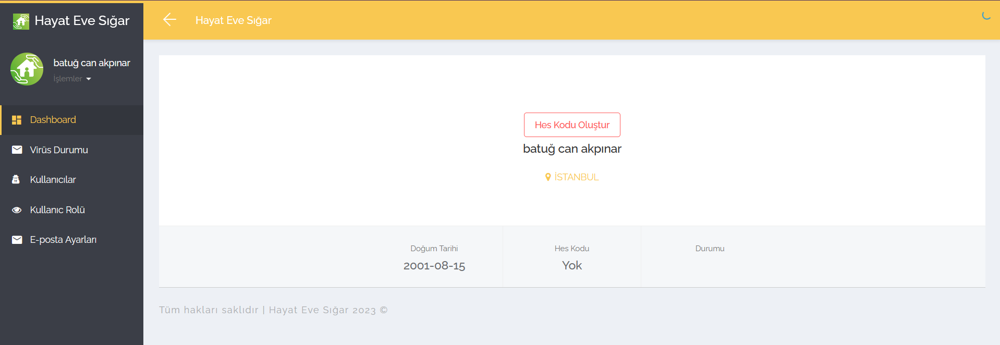 Hayat Eve Sığar
batuğ can akpınar
İşlemler
Dashboard
Virüs Durumu
Kullanıcılar
Kullanıc Rolü
E-posta Ayarları
Hayat Eve Sığar
Hes Kodu Oluştur
batuğ can akpınar
İSTANBUL
Doğum Tarihi
2001-08-15
Hes Kodu
Yok
Durumu
Tüm hakları saklıdır | Hayat Eve Sığar 2023 ©